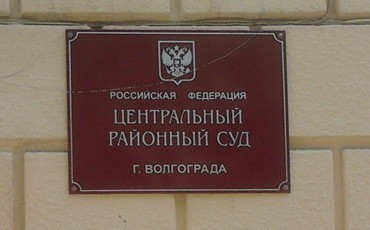 РОССИЙСКАЯ ФЕДЕРАЦИЯ
ЦЕНТРАЛЬНЫЙ
РАЙОННЫЙ СУД
Г. ВОЛГОГРАДА